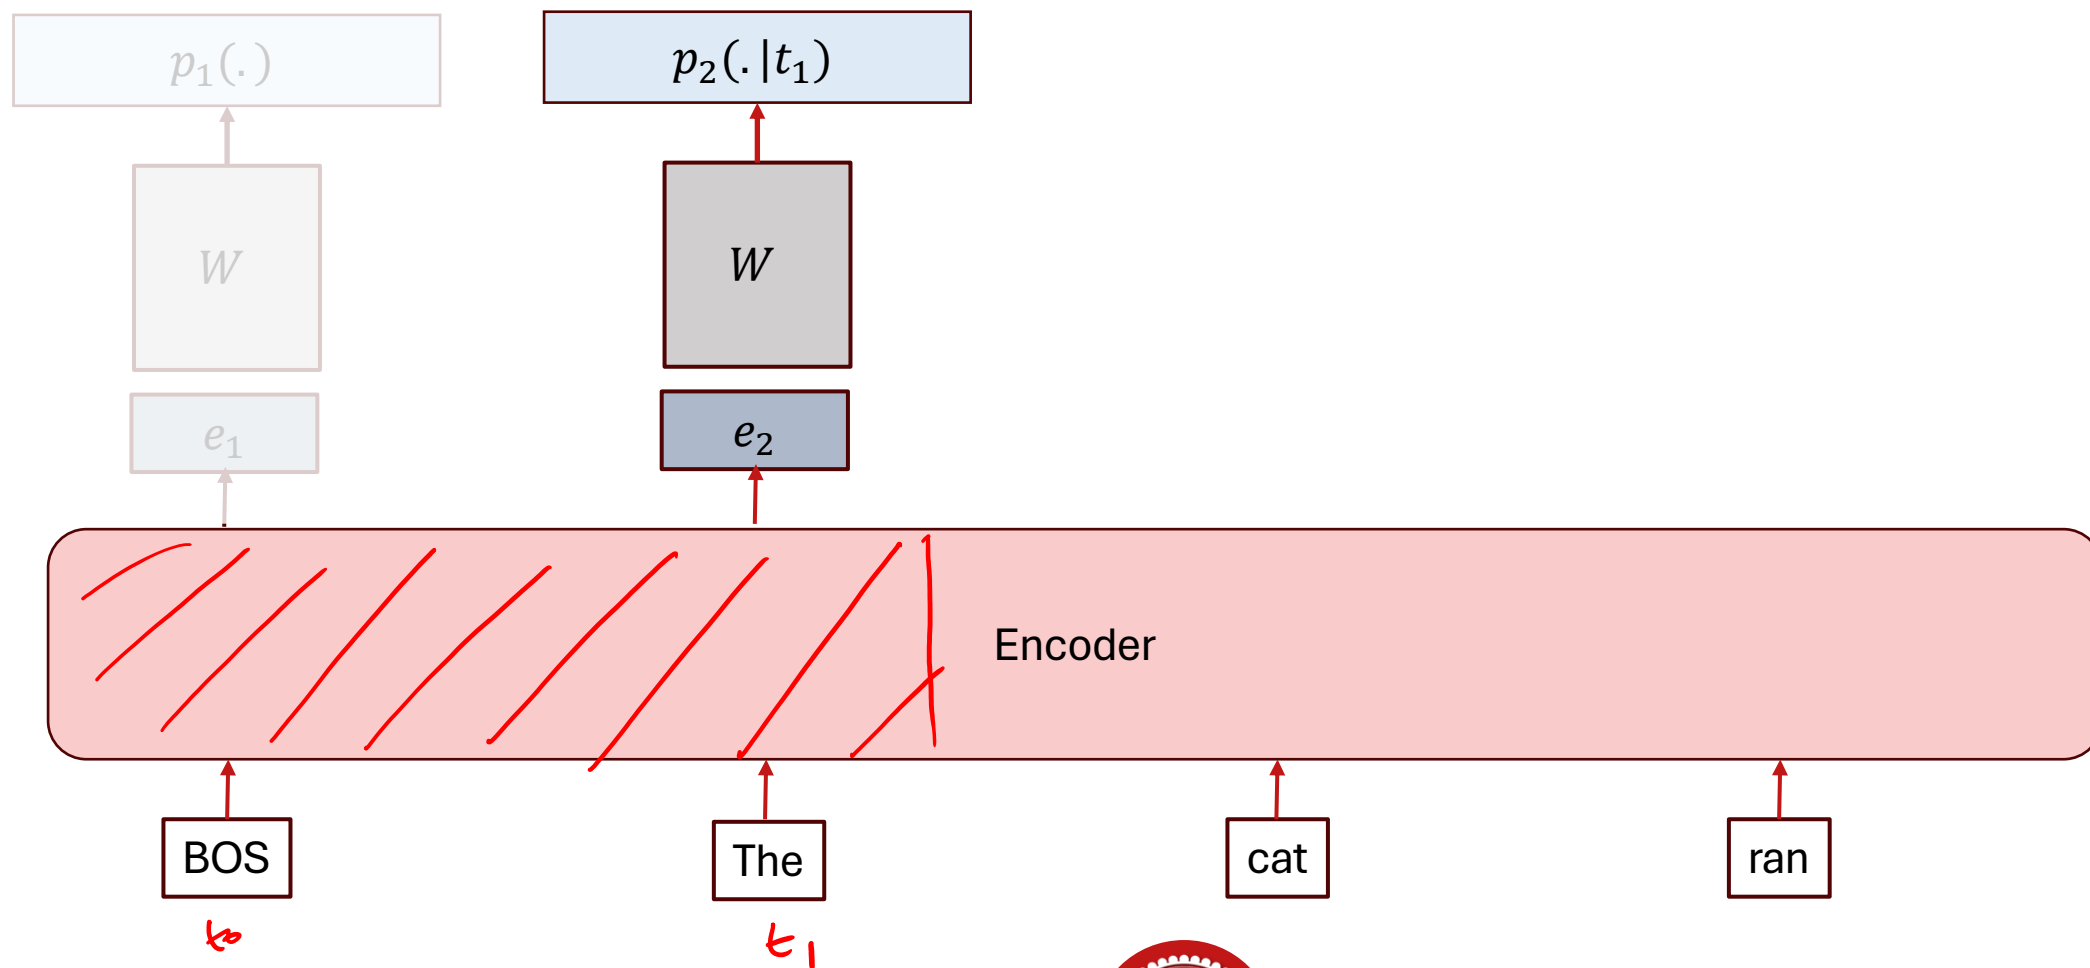 p₁(.) p₂(.|t₁)
W W
e₁ e₂
Encoder
BOS The cat ran
t₀ t₁